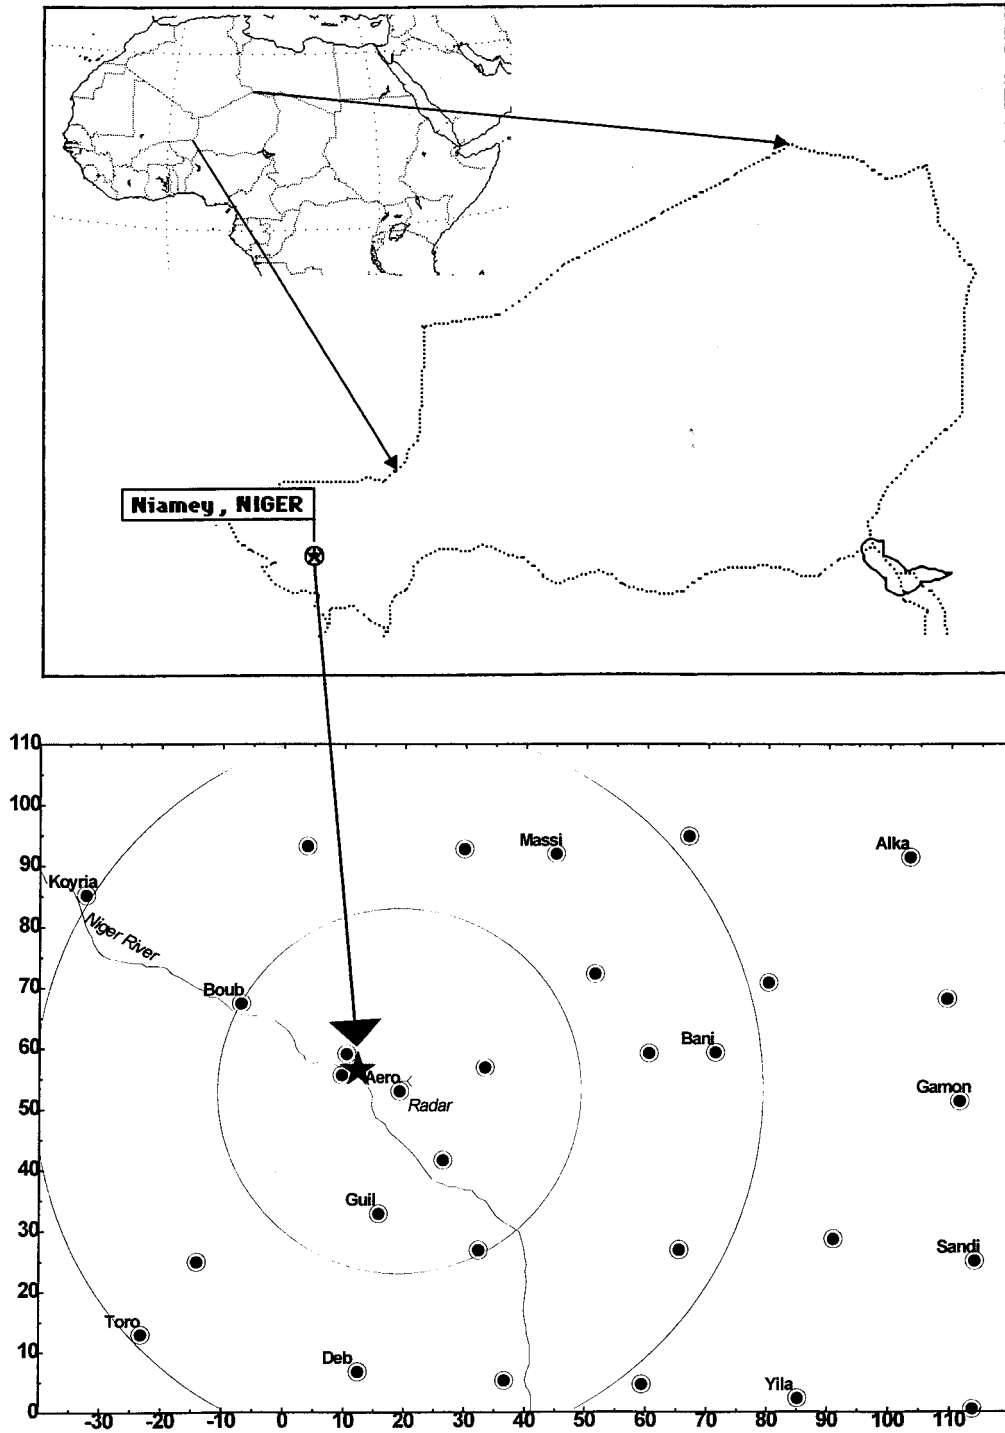 Niamey, NIGER
110
100
90
80
70
60
50
40
30
20
10
0
Massi
Alka
Koyria
Niger River
Boub
Bani
Aero
Radar
Gamon
Guil
Sandi
Toro
Deb
Yila
-30 -20 -10 0 10 20 30 40 50 60 70 80 90 100 110